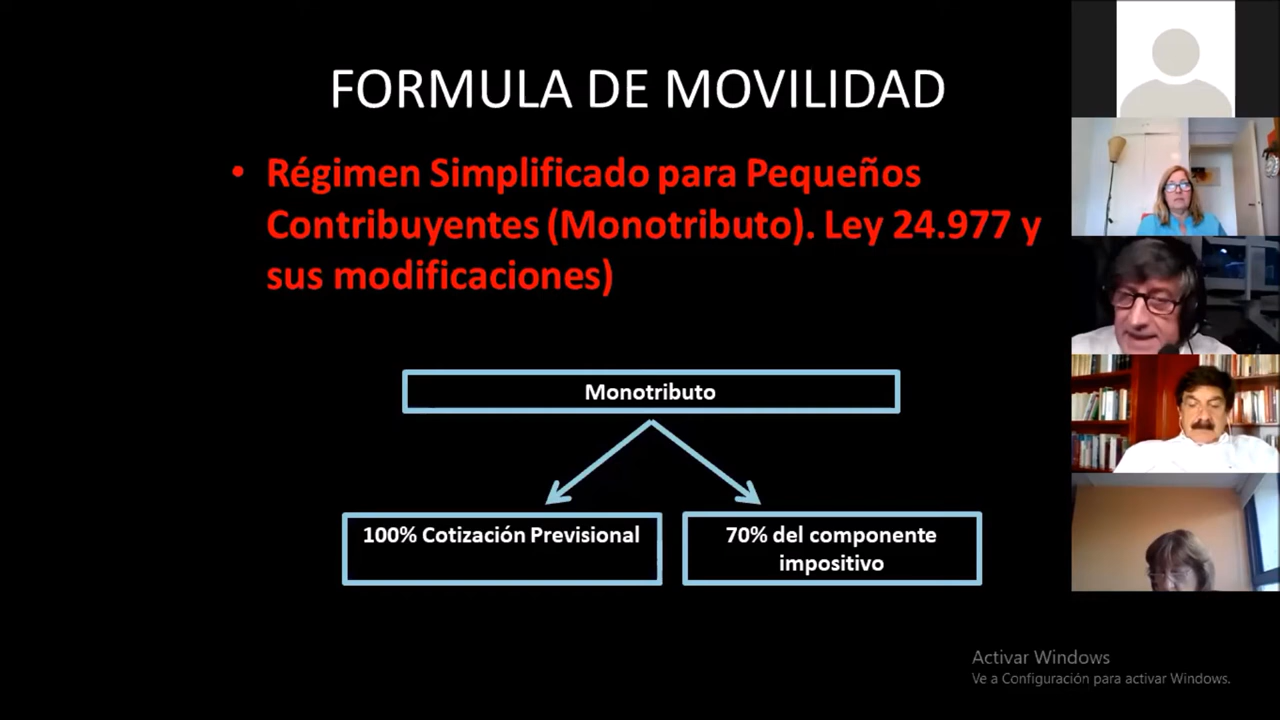 FORMULA DE MOVILIDAD
• Régimen Simplificado para Pequeños
Contribuyentes (Monotributo). Ley 24.977 y
sus modificaciones)
Monotributo
100% Cotización Previsional
70% del componente
impositivo
Activar Windows
Ve a Configuración para activar Windows.